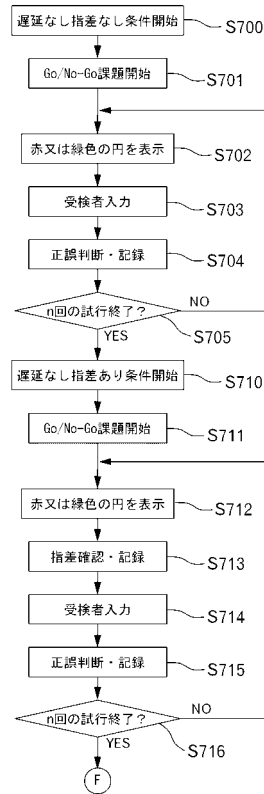 遅延なし指差なし条件開始 S700
Go/No-Go課題開始 S701
赤又は緑色の円を表示 S702
受検者入力 S703
正誤判断・記録 S704
n回の試行終了? NO
S705
YES
遅延なし指差あり条件開始 S710
Go/No-Go課題開始 S711
赤又は緑色の円を表示 S712
指差確認・記録 S713
受検者入力 S714
正誤判断・記録 S715
n回の試行終了? NO
YES S716
F